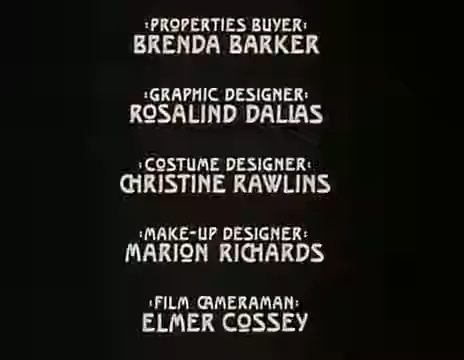 :PROPERTIES BUYER:
BRENDA BARKER
:GRAPHIC DESIGNER:
ROSALIND DALLAS
:COSTUME DESIGNER:
CHRISTINE RAWLINS
:MAKE-UP DESIGNER:
MARION RICHARDS
:FILM CAMERAMAN:
ELMER COSSEY